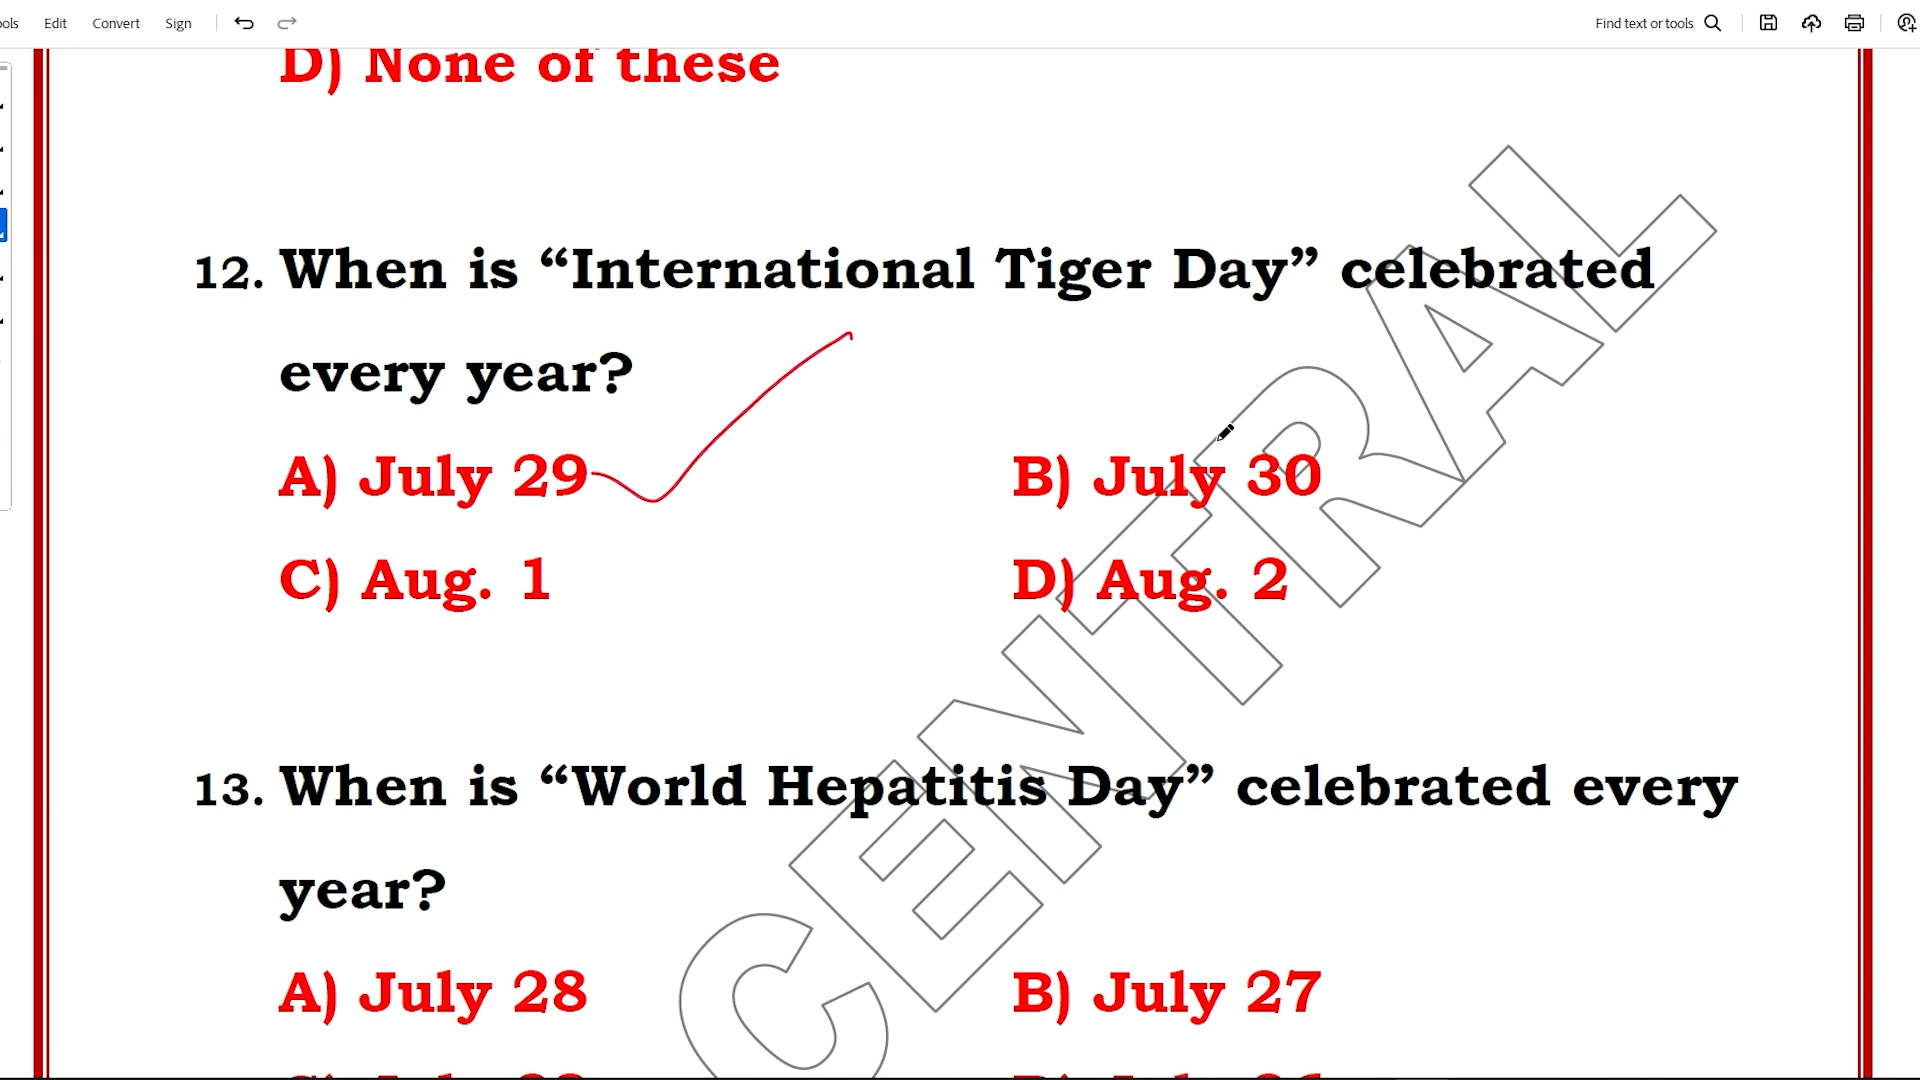 Edit Convert Sign Find text or tools
D) None of these
12. When is “International Tiger Day” celebrated
every year?
A) July 29 B) July 30
C) Aug. 1 D) Aug. 2
13. When is “World Hepatitis Day” celebrated every
year?
A) July 28 B) July 27
CENTRAL